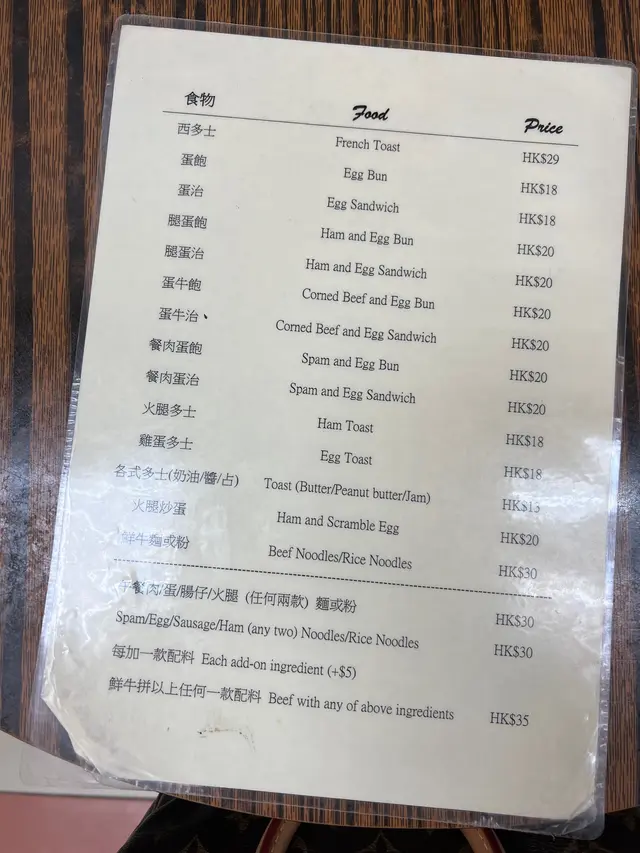 食物 Food Price
西多士 French Toast HK$29
蛋飽 Egg Bun HK$18
蛋治 Egg Sandwich HK$18
腿蛋飽 Ham and Egg Bun HK$20
腿蛋治 Ham and Egg Sandwich HK$20
蛋牛飽 Corned Beef and Egg Bun HK$20
蛋牛治、 Corned Beef and Egg Sandwich HK$20
餐肉蛋飽 Spam and Egg Bun HK$20
餐肉蛋治 Spam and Egg Sandwich HK$20
火腿多士 Ham Toast HK$18
雞蛋多士 Egg Toast HK$18
各式多士(奶油/醬/占) Toast (Butter/Peanut butter/Jam) HK$13
火腿炒蛋 Ham and Scramble Egg HK$20
鮮牛麵或粉 Beef Noodles/Rice Noodles HK$30
午餐肉/蛋/腸仔/火腿 (任何兩款) 麵或粉 HK$30
Spam/Egg/Sausage/Ham (any two) Noodles/Rice Noodles HK$30
每加一款配料 Each add-on ingredient (+$5)
鮮牛拼以上任何一款配料 Beef with any of above ingredients HK$35